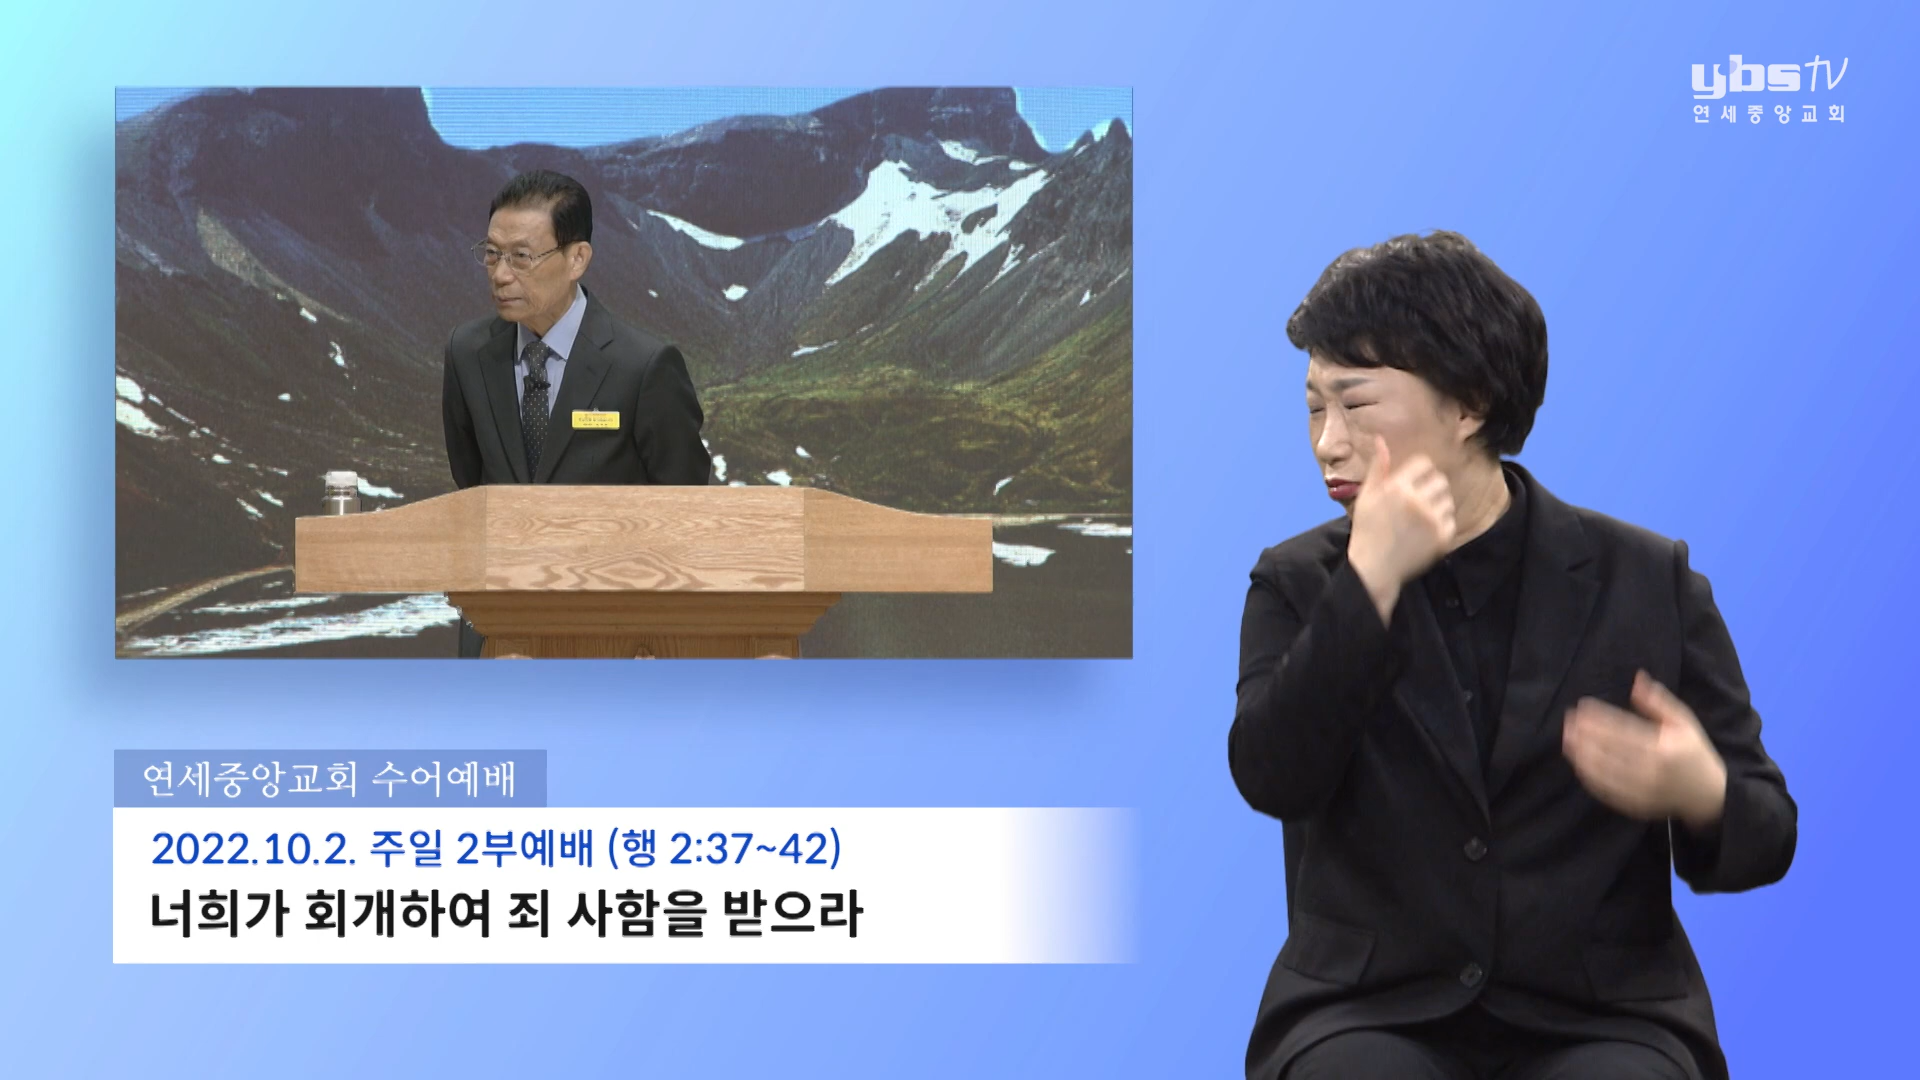 ybstv
연세중앙교회
연세중앙교회 수어예배
2022.10.2. 주일 2부예배 (행 2:37~42)
너희가 회개하여 죄 사함을 받으라